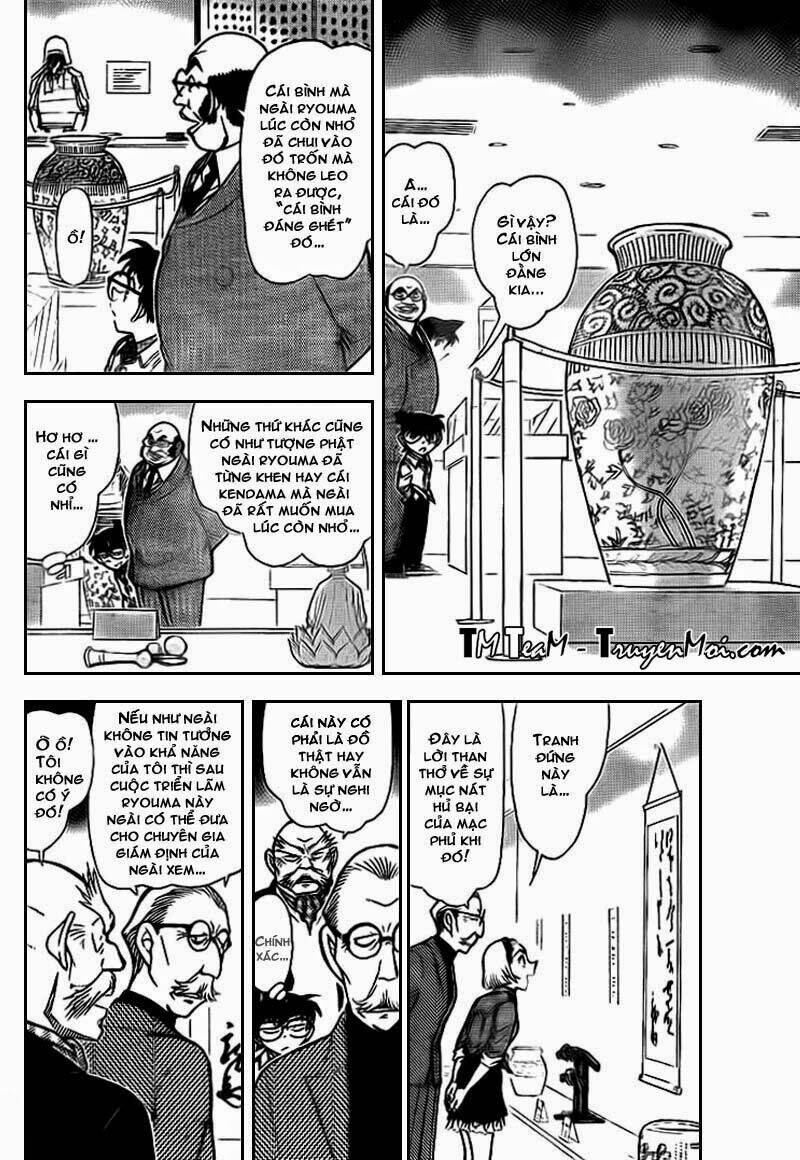 GÌ VẬY?
CÁI BÌNH
LỚN
ĐẰNG
KIA...
À...
CÁI ĐÓ
LÀ...
CÁI BÌNH MÀ
NGÀI RYOUMA
LÚC CÒN NHỎ
ĐÃ CHUI VÀO
ĐÓ TRỐN MÀ
KHÔNG LEO
RA ĐƯỢC,
"CÁI BÌNH
ĐÁNG GHÉT"
ĐÓ...
Ồ!
NHỮNG THỨ KHÁC CŨNG
CÓ NHƯ TƯỢNG PHẬT
NGÀI RYOUMA ĐÃ
TỪNG KHEN HAY CÁI
KENDAMA MÀ NGÀI
ĐÃ RẤT MUỐN MUA
LÚC CÒN NHỎ...
HƠ HƠ ...
CÁI GÌ
CŨNG
CÓ
NHỈ...
TM TEAM - TRUYENMOI.COM
TRANH
ĐỨNG
NÀY
LÀ...
ĐÂY LÀ
LỜI THAN
THỞ VỀ SỰ
MỤC NÁT
HỦ BẠI
CỦA MẠC
PHỦ KHI
ĐÓ!
CÁI NÀY CÓ
PHẢI LÀ ĐỒ
THẬT HAY
KHÔNG VẪN
LÀ SỰ NGHI
NGỜ...
CHÍNH
XÁC...
NẾU NHƯ NGÀI
KHÔNG TIN TƯỞNG
VÀO KHẢ NĂNG
CỦA TÔI THÌ SAU
CUỘC TRIỂN LÃM
RYOUMA NÀY
NGÀI CÓ THỂ ĐƯA
CHO CHUYÊN GIA
GIÁM ĐỊNH CỦA
NGÀI XEM...
Ồ Ồ!
TÔI
KHÔNG
CÓ Ý
ĐÓ!